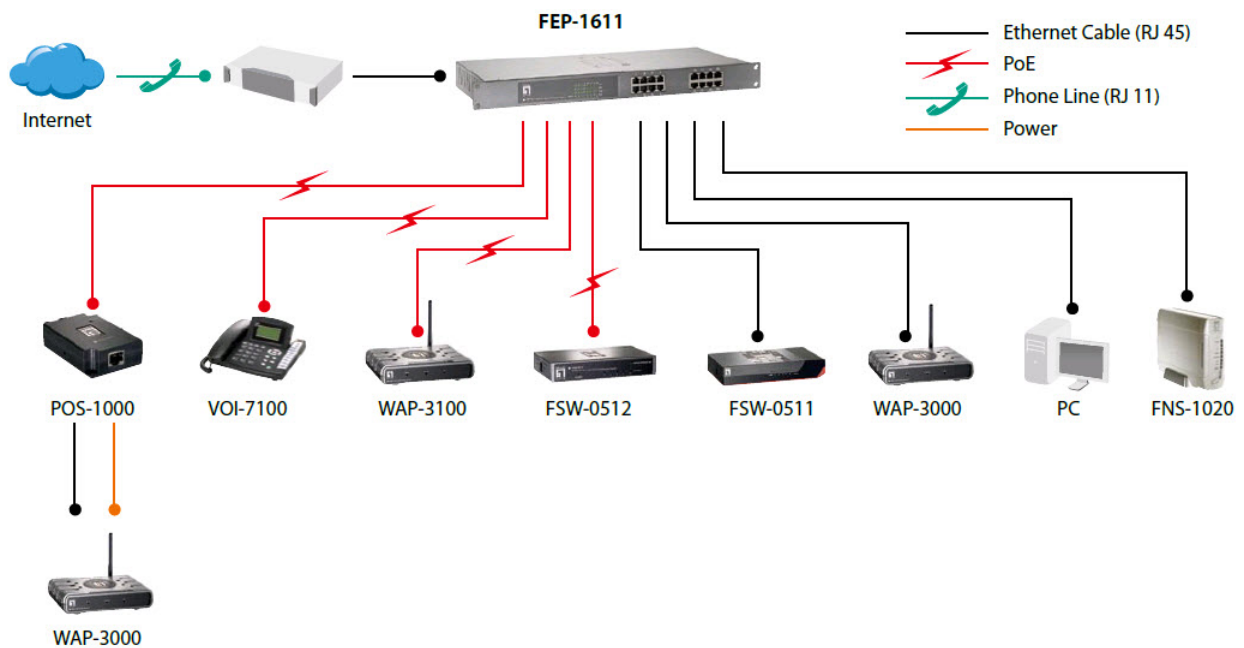 FEP-1611
Ethernet Cable (RJ 45)
PoE
Phone Line (RJ 11)
Power
Internet
POS-1000
VOI-7100
WAP-3100
FSW-0512
FSW-0511
WAP-3000
PC
FNS-1020
WAP-3000